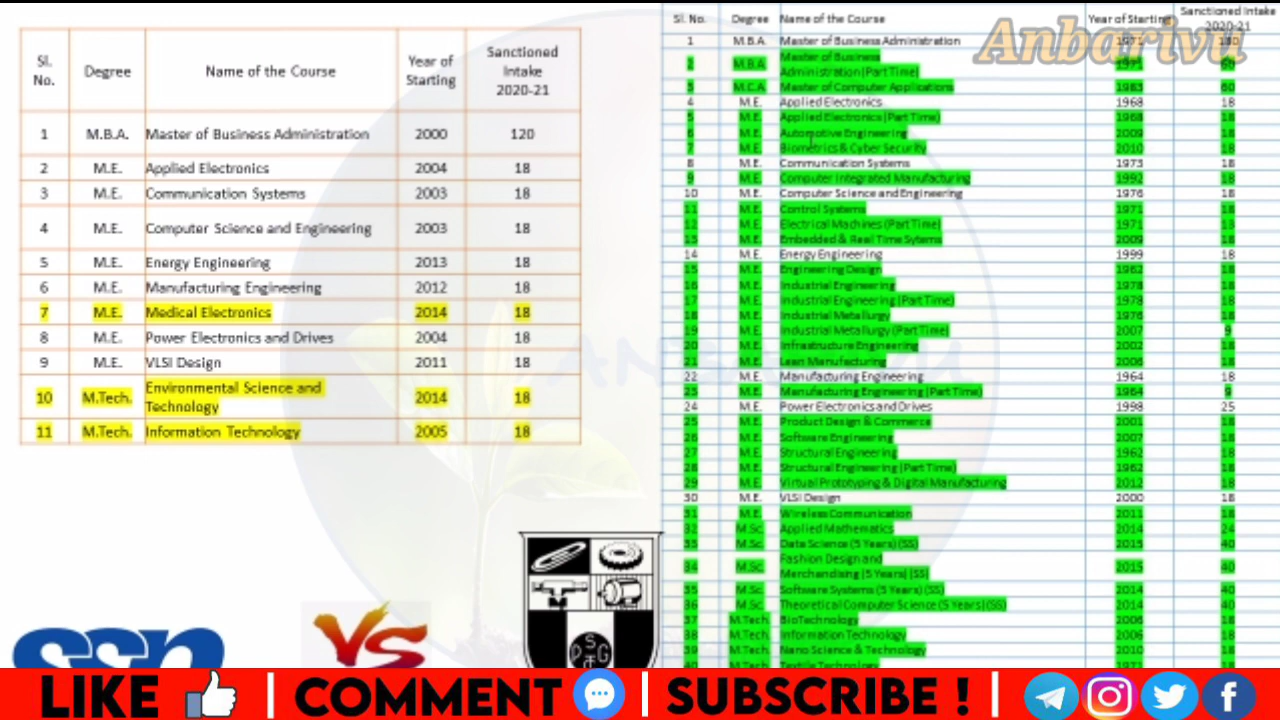 Sl. No. Degree Name of the Course Year of Starting Sanctioned Intake 2020-21
1 M.B.A. Master of Business Administration 2000 120
2 M.E. Applied Electronics 2004 18
3 M.E. Communication Systems 2003 18
4 M.E. Computer Science and Engineering 2003 18
5 M.E. Energy Engineering 2013 18
6 M.E. Manufacturing Engineering 2012 18
7 M.E. Medical Electronics 2014 18
8 M.E. Power Electronics and Drives 2004 18
9 M.E. VLSI Design 2011 18
10 M.Tech. Environmental Science and Technology 2014 18
11 M.Tech. Information Technology 2005 18
Sl. No. Degree Name of the Course Year of Starting Sanctioned Intake 2020-21
Anbarivu
1 M.B.A. Master of Business Administration 1971
2 M.B.A. Master of Business Administration (Part Time) 1971 60
3 M.C.A. Master of Computer Applications 1983 60
4 M.E. Applied Electronics 1968 18
5 M.E. Applied Electronics (Part Time) 1968 18
6 M.E. Automotive Engineering 2009 18
7 M.E. Biometrics & Cyber Security 2010 18
8 M.E. Communication Systems 1973 18
9 M.E. Computer Integrated Manufacturing 1992 18
10 M.E. Computer Science and Engineering 1976 18
11 M.E. Control Systems 1971 18
12 M.E. Electrical Machines (Part Time) 1971
13 M.E. Embedded & Real Time Sytems 2009 18
14 M.E. Energy Engineering 1999 18
15 M.E. Engineering Design 1962 18
16 M.E. Industrial Engineering 1978 18
17 M.E. Industrial Engineering (Part Time) 1978 18
18 M.E. Industrial Metallurgy 1976 18
19 M.E. Industrial Metallurgy (Part Time) 2007 9
20 M.E. Infrastructure Engineering 2002 18
21 M.E. Lean Manufacturing 2006 18
22 M.E. Manufacturing Engineering 1964 18
23 M.E. Manufacturing Engineering (Part Time) 1964 9
24 M.E. Power Electronics and Drives 1998 25
25 M.E. Product Design & Commerce 2001 18
26 M.E. Software Engineering 2007 18
27 M.E. Structural Engineering 1962 18
28 M.E. Structural Engineering (Part Time) 1962 18
29 M.E. Virtual Prototyping & Digital Manufacturing 2012 18
30 M.E. VLSI Design 2000 18
31 M.E. Wireless Communication 2011 18
32 M.Sc. Applied Mathematics 2014 24
33 M.Sc. Data Science (5 Years) (SS) 2015 40
34 M.Sc. Fashion Design and Merchandising (5 Years) (SS) 2015 40
35 M.Sc. Software Systems (5 Years) (SS) 2014 40
36 M.Sc. Theoretical Computer Science (5 Years) (SS) 2014 40
37 M.Tech. BioTechnology 2006 18
38 M.Tech. Information Technology 2006 18
39 M.Tech. Nano Science & Technology 2010 18
40 M.Tech. Textile Technology 1971 18
ssn VS PSG
LIKE | COMMENT | SUBSCRIBE ! |